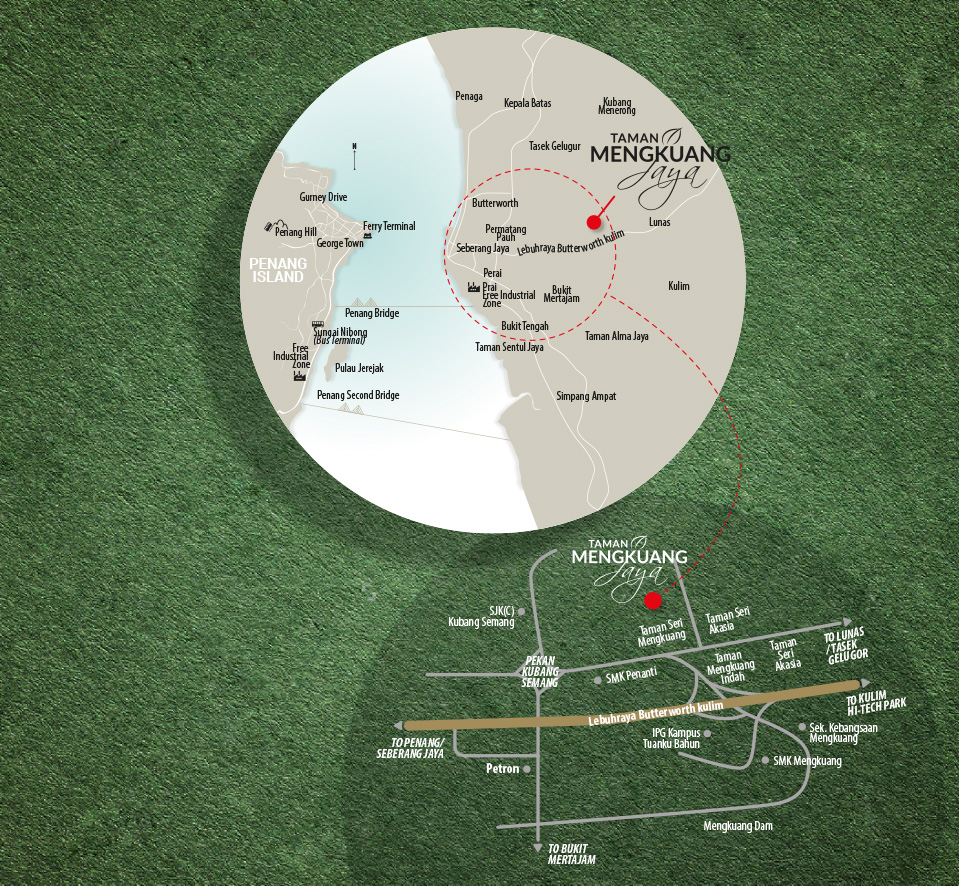 Penaga
Kepala Batas
Kubang
Menerong
TAMAN
MENGKUANG
Jaya
Tasek Gelugur
N
Gurney Drive
Butterworth
Penang Hill
Ferry Terminal
George Town
Permatang
Pauh
Lunas
Seberang Jaya
Lebuhraya Butterworth kulim
PENANG
ISLAND
Perai
Prai
Free Industrial
Zone
Bukit
Mertajam
Kulim
Penang Bridge
Bukit Tengah
Sungai Nibong
(Bus Terminal)
Taman Alma Jaya
Free
Industrial
Zone
Taman Sentul Jaya
Pulau Jerejak
Penang Second Bridge
Simpang Ampat
TAMAN
MENGKUANG
Jaya
SJK(C)
Kubang Semang
Taman Seri
Mengkuang
Taman Seri
Akasia
TO LUNAS
/TASEK
GELUGOR
PEKAN
KUBANG
SEMANG
SMK Penanti
Taman
Mengkuang
Indah
Taman
Seri
Akasia
TO KULIM
HI-TECH PARK
Lebuhraya Butterworth kulim
TO PENANG/
SEBERANG JAYA
IPG Kampus
Tuanku Bahun
Sek. Kebangsaan
Mengkuang
Petron
SMK Mengkuang
Mengkuang Dam
TO BUKIT
MERTAJAM